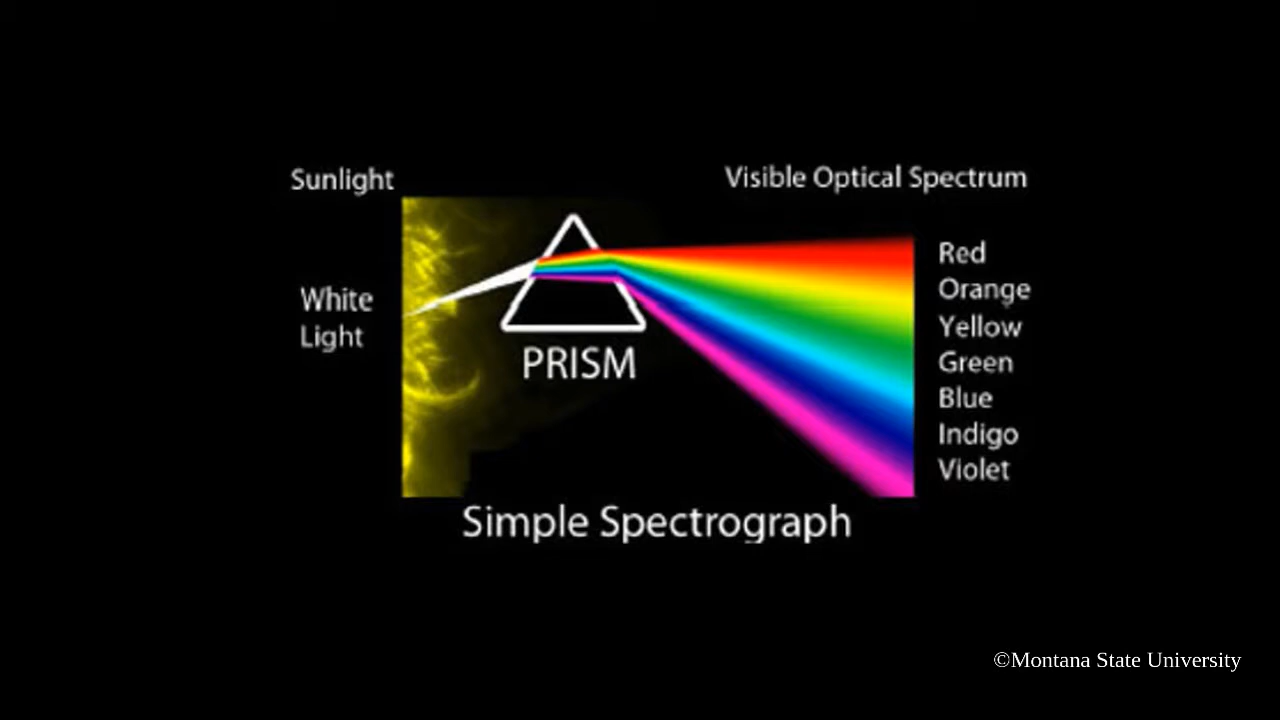 Sunlight
Visible Optical Spectrum
White
Light
PRISM
Red
Orange
Yellow
Green
Blue
Indigo
Violet
Simple Spectrograph
©Montana State University